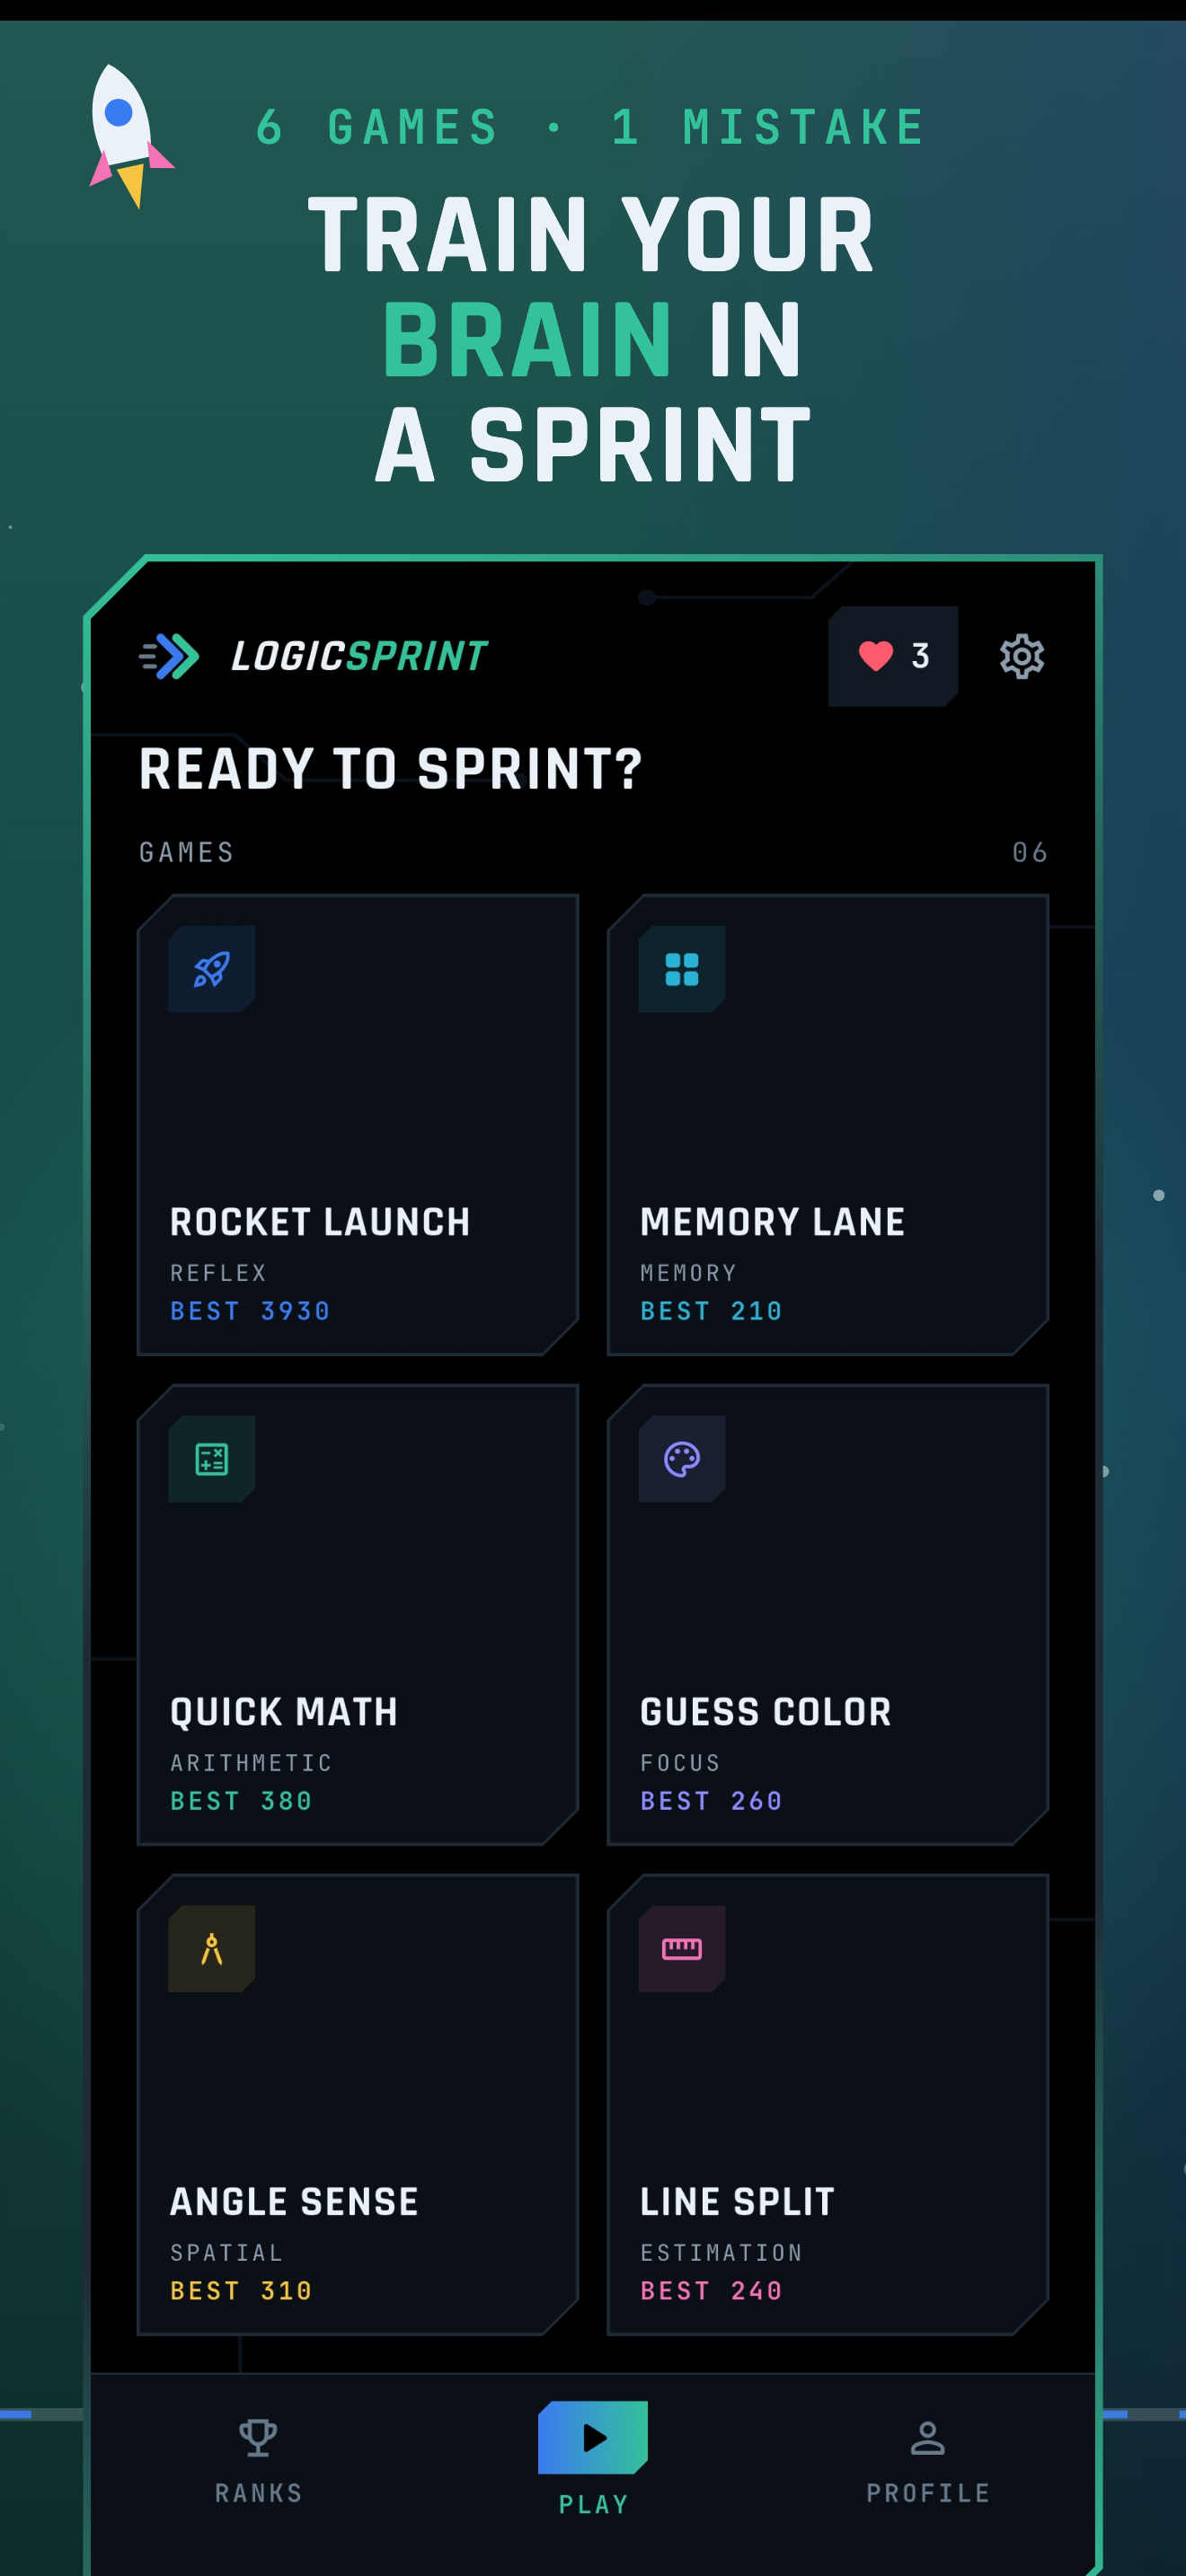 6 GAMES · 1 MISTAKE
TRAIN YOUR
BRAIN IN
A SPRINT
LOGICSPRINT
3
READY TO SPRINT?
GAMES
06
ROCKET LAUNCH
REFLEX
BEST 3930
MEMORY LANE
MEMORY
BEST 210
QUICK MATH
ARITHMETIC
BEST 380
GUESS COLOR
FOCUS
BEST 260
ANGLE SENSE
SPATIAL
BEST 310
LINE SPLIT
ESTIMATION
BEST 240
RANKS
PLAY
PROFILE